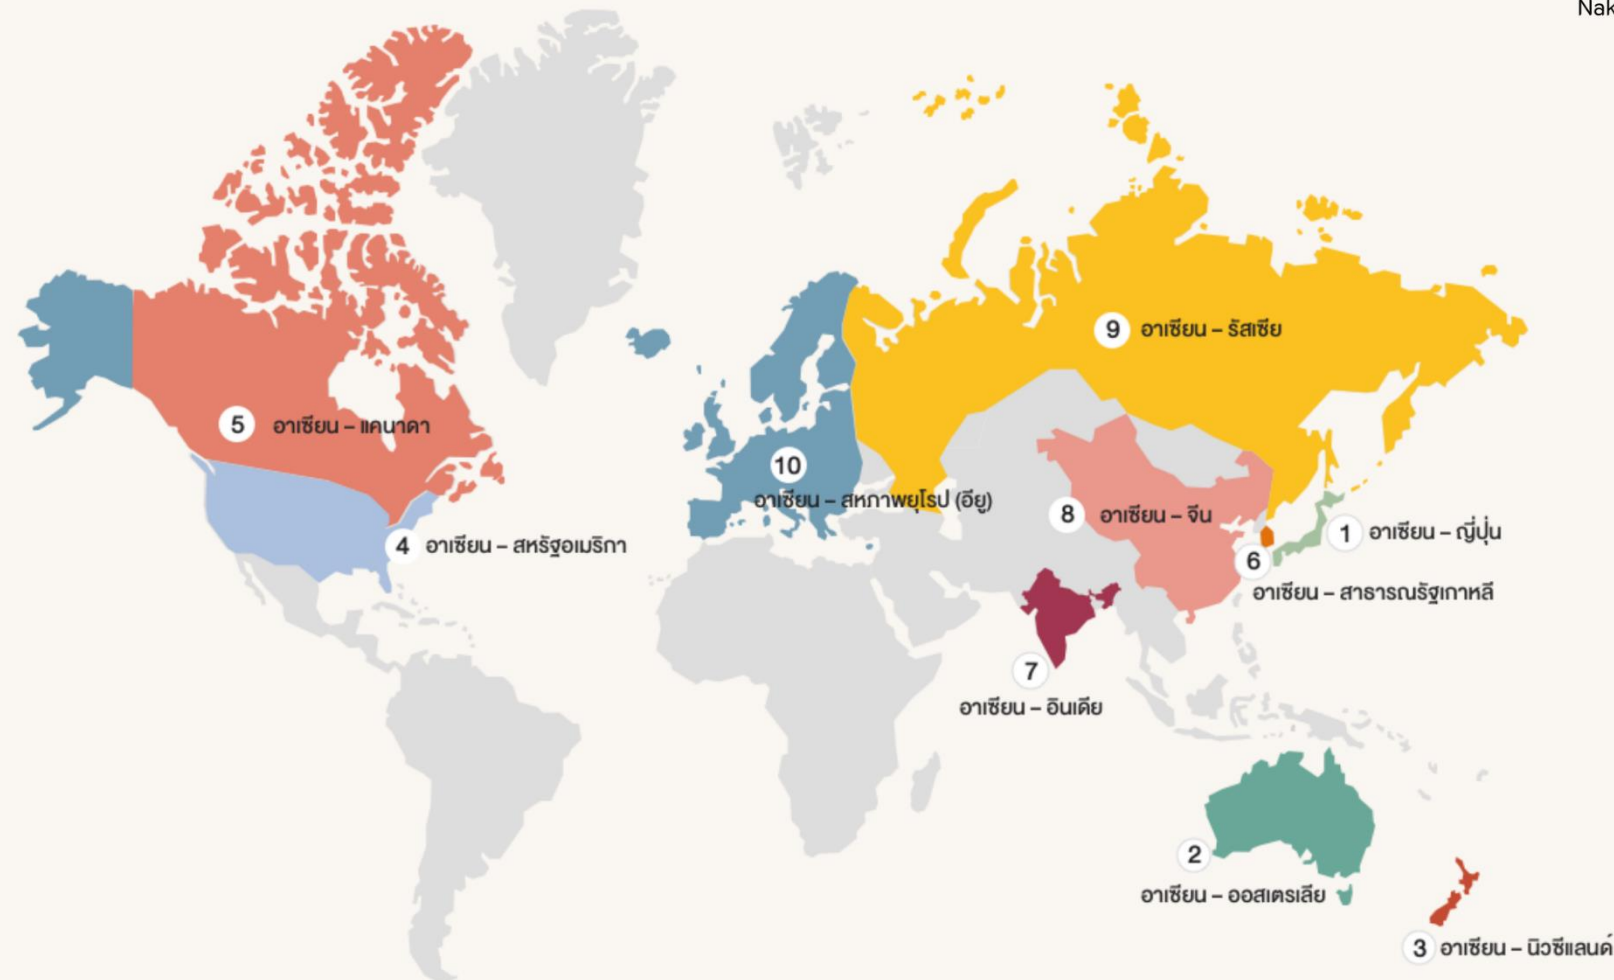 Nak
9 อาเซียน – รัสเซีย
5 อาเซียน – แคนาดา
10
อาเซียน – สหภาพยุโรป (อียู)
8 อาเซียน – จีน
1 อาเซียน – ญี่ปุ่น
4 อาเซียน – สหรัฐอเมริกา
6
อาเซียน – สาธารณรัฐเกาหลี
7
อาเซียน – อินเดีย
2
อาเซียน – ออสเตรเลีย
3 อาเซียน – นิวซีแลนด์